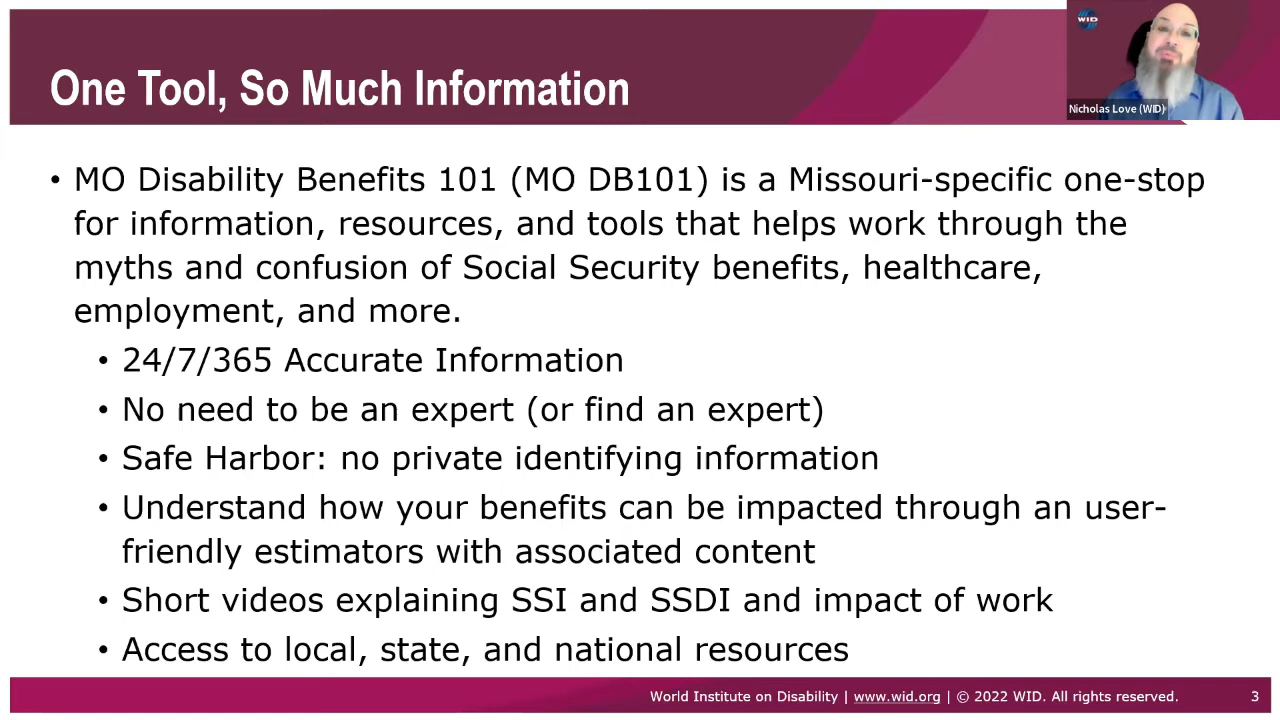 WID
One Tool, So Much Information
Nicholas Love (WID)
• MO Disability Benefits 101 (MO DB101) is a Missouri-specific one-stop
for information, resources, and tools that helps work through the
myths and confusion of Social Security benefits, healthcare,
employment, and more.
• 24/7/365 Accurate Information
• No need to be an expert (or find an expert)
• Safe Harbor: no private identifying information
• Understand how your benefits can be impacted through an user-
friendly estimators with associated content
• Short videos explaining SSI and SSDI and impact of work
• Access to local, state, and national resources
World Institute on Disability | www.wid.org | © 2022 WID. All rights reserved. 3